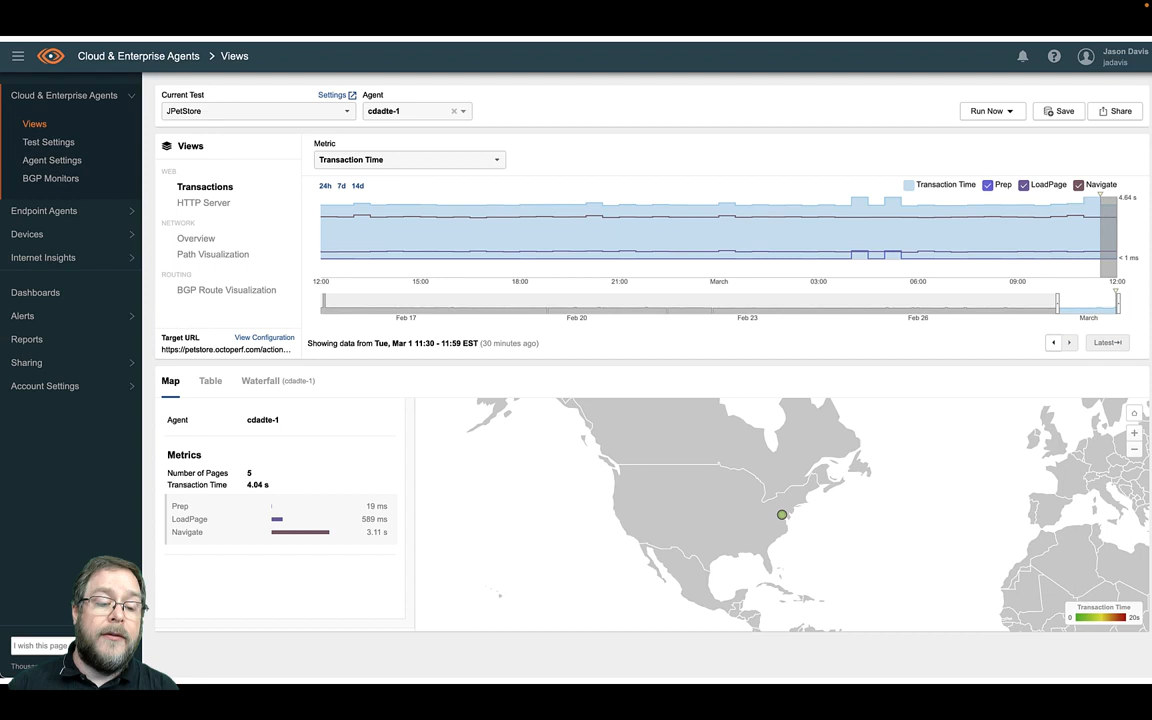 Cloud & Enterprise Agents > Views
Jason Davis
jadavis
Cloud & Enterprise Agents
Views
Test Settings
Agent Settings
BGP Monitors
Endpoint Agents
Devices
Internet Insights
Dashboards
Alerts
Reports
Sharing
Account Settings
I wish this page
Thous
Current Test
Settings
Agent
JPetStore
cdadte-1
Run Now
Save
Share
Views
WEB
Transactions
HTTP Server
NETWORK
Overview
Path Visualization
ROUTING
BGP Route Visualization
Target URL
View Configuration
https://petstore.octoperf.com/action...
Metric
Transaction Time
24h 7d 14d
Transaction Time Prep LoadPage Navigate
4.64 s
< 1 ms
12:00 15:00 18:00 21:00 March 03:00 06:00 09:00 12:00
Feb 17 Feb 20 Feb 23 Feb 26 March
Showing data from Tue, Mar 1 11:30 - 11:59 EST (30 minutes ago)
Latest
Map Table Waterfall (cdadte-1)
Agent cdadte-1
Metrics
Number of Pages 5
Transaction Time 4.04 s
Prep 19 ms
LoadPage 589 ms
Navigate 3.11 s
Transaction Time
0 20s